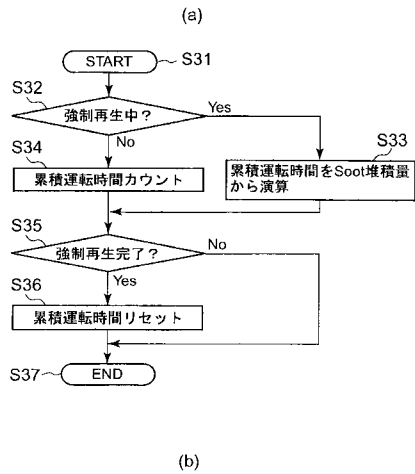 (a)
START
S31
S32
強制再生中？
Yes
No
S33
累積運転時間をSoot堆積量
から演算
S34
累積運転時間カウント
S35
強制再生完了？
No
Yes
S36
累積運転時間リセット
S37
END
(b)